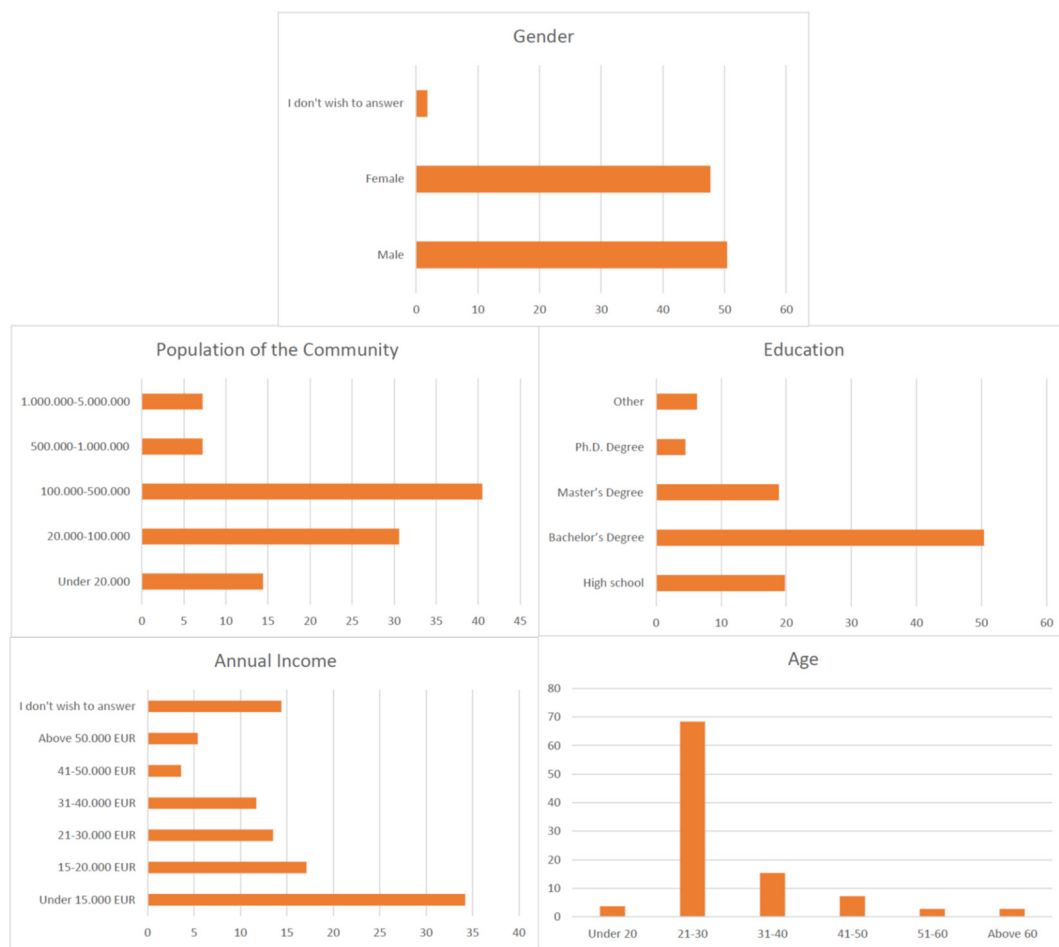 Gender
I don't wish to answer
Female
Male
0 10 20 30 40 50 60
Population of the Community
1.000.000-5.000.000
500.000-1.000.000
100.000-500.000
20.000-100.000
Under 20.000
0 5 10 15 20 25 30 35 40 45
Education
Other
Ph.D. Degree
Master's Degree
Bachelor's Degree
High school
0 10 20 30 40 50 60
Annual Income
I don't wish to answer
Above 50.000 EUR
41-50.000 EUR
31-40.000 EUR
21-30.000 EUR
15-20.000 EUR
Under 15.000 EUR
0 5 10 15 20 25 30 35 40
Age
80
70
60
50
40
30
20
10
0
Under 20 21-30 31-40 41-50 51-60 Above 60